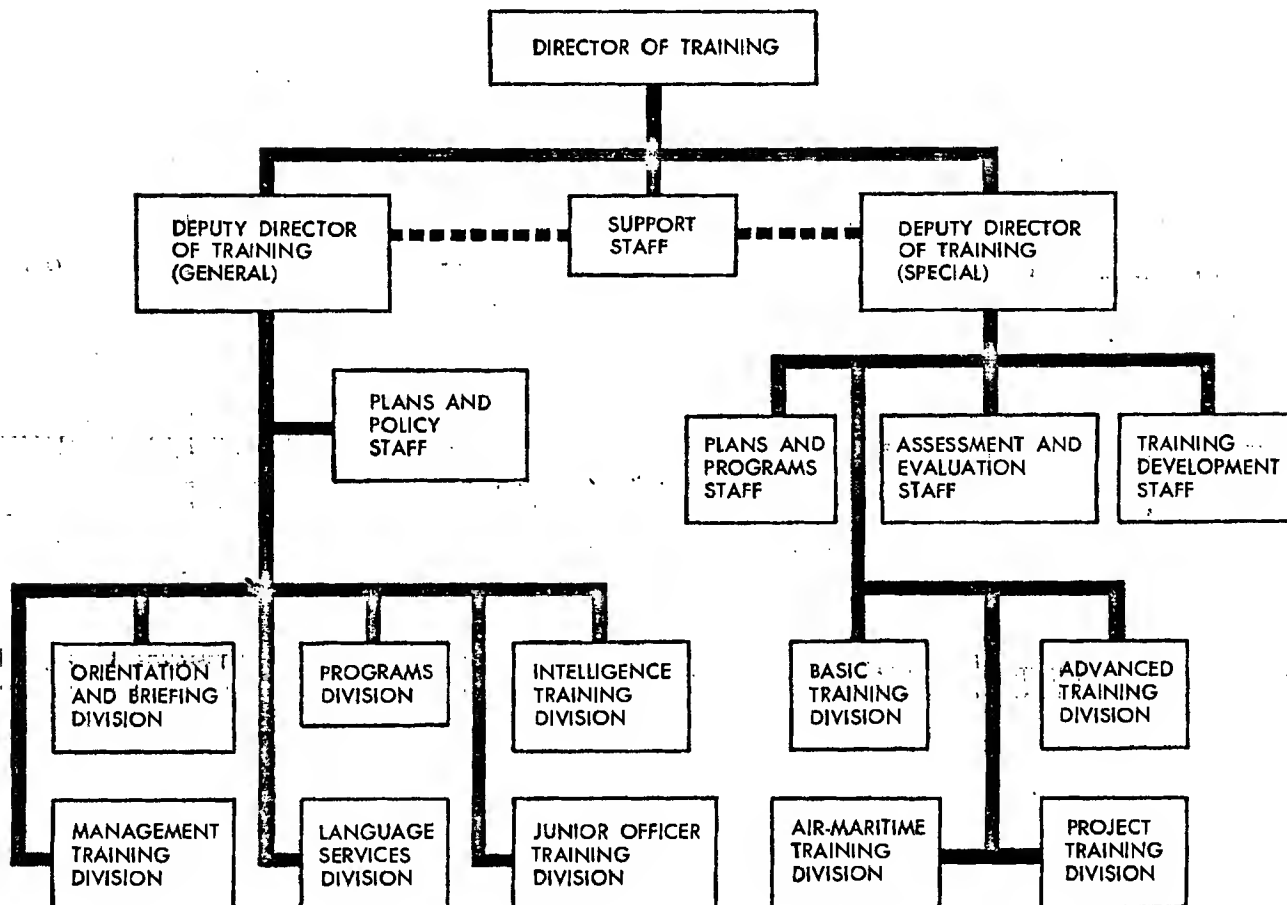 DIRECTOR OF TRAINING
DEPUTY DIRECTOR
OF TRAINING
(GENERAL)
SUPPORT
STAFF
DEPUTY DIRECTOR
OF TRAINING
(SPECIAL)
PLANS AND
POLICY
STAFF
PLANS AND
PROGRAMS
STAFF
ASSESSMENT AND
EVALUATION
STAFF
TRAINING
DEVELOPMENT
STAFF
ORIENTATION
AND BRIEFING
DIVISION
PROGRAMS
DIVISION
INTELLIGENCE
TRAINING
DIVISION
BASIC
TRAINING
DIVISION
ADVANCED
TRAINING
DIVISION
MANAGEMENT
TRAINING
DIVISION
LANGUAGE
SERVICES
DIVISION
JUNIOR OFFICER
TRAINING
DIVISION
AIR-MARITIME
TRAINING
DIVISION
PROJECT
TRAINING
DIVISION